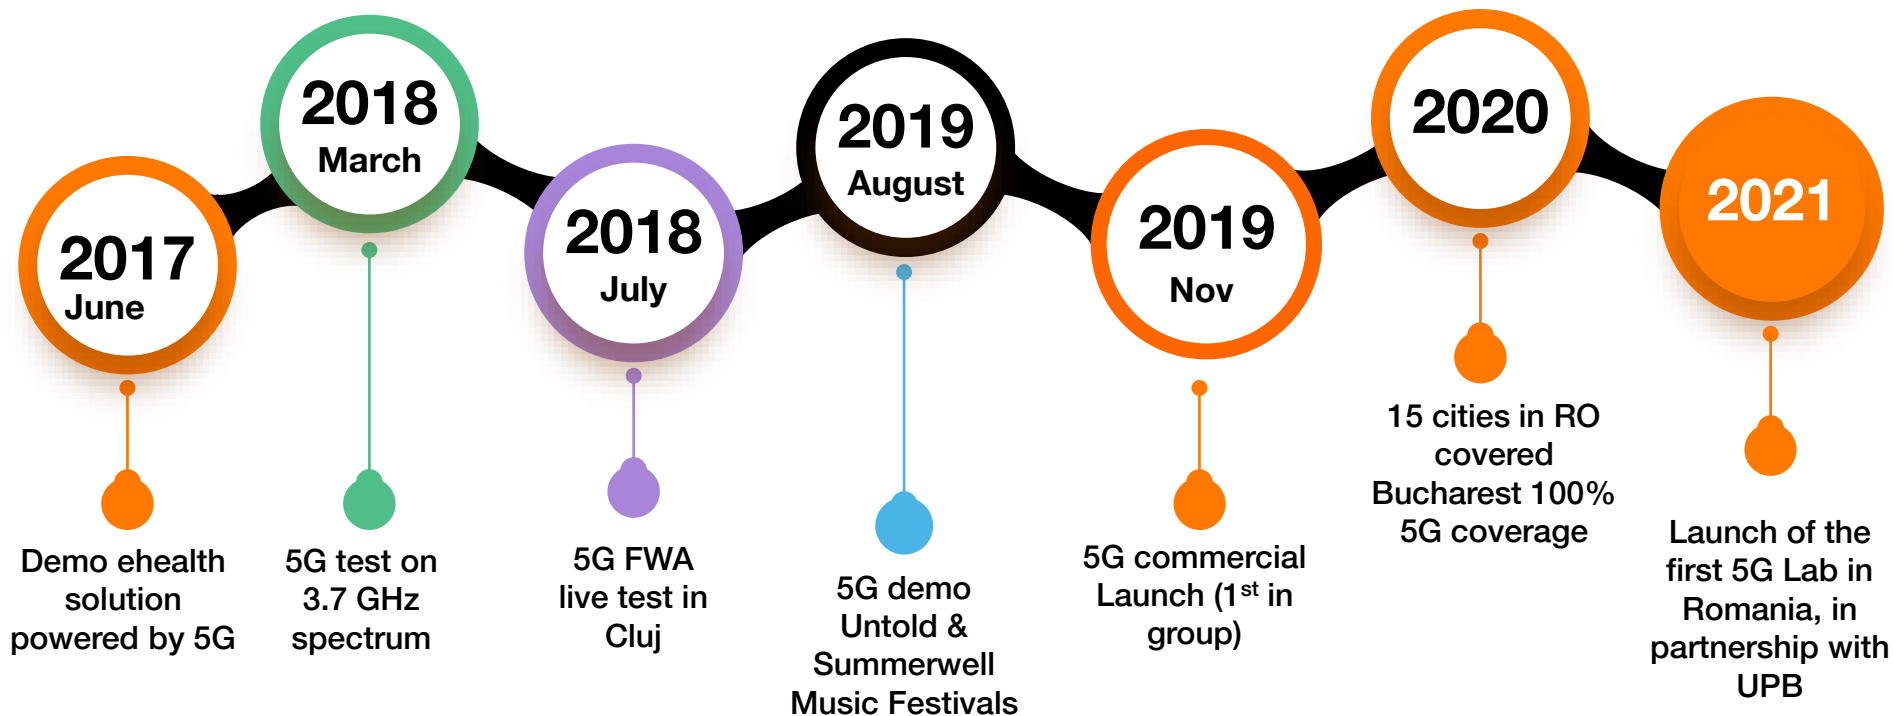 2017
June
Demo ehealth
solution
powered by 5G
2018
March
5G test on
3.7 GHz
spectrum
2018
July
5G FWA
live test in
Cluj
2019
August
5G demo
Untold &
Summerwell
Music Festivals
2019
Nov
5G commercial
Launch (1st in
group)
2020
15 cities in RO
covered
Bucharest 100%
5G coverage
2021
Launch of the
first 5G Lab in
Romania, in
partnership with
UPB